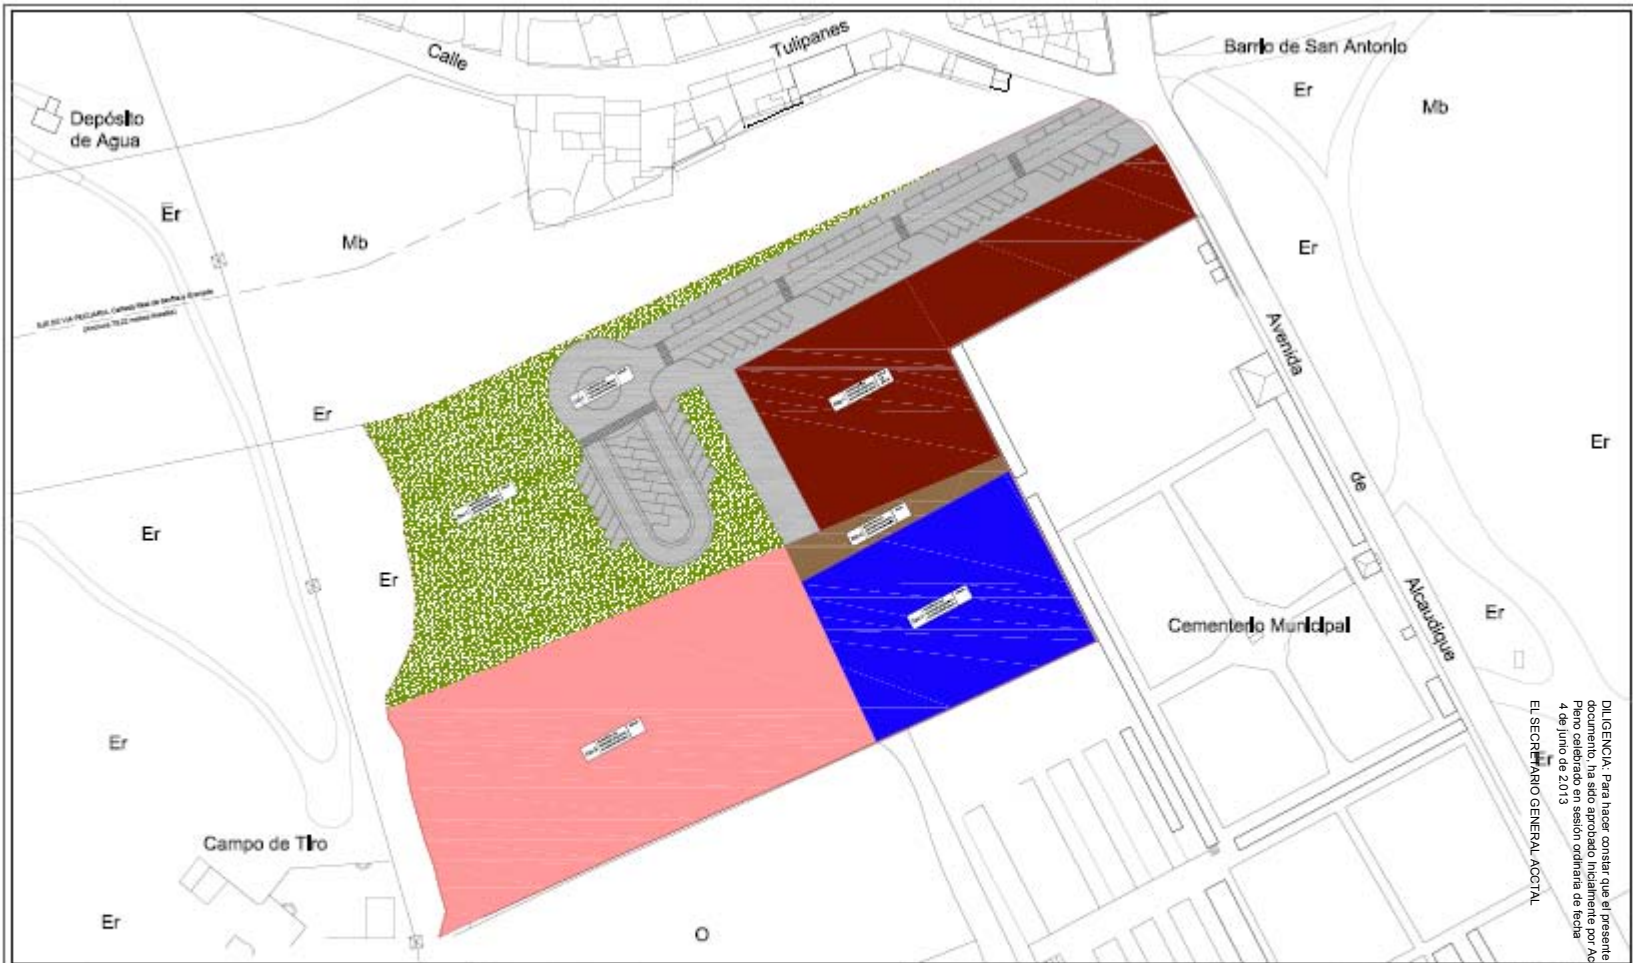 Calle
Tulipanes
Barrio de San Antonio
Er
Mb
Depósito
de Agua
Er
Mb
Er
Avenida
Er
Er
de
Er
Er
Alcaudique
Er
Cementerio Municipal
Er
Er
Campo de Tiro
Er
O
DILIGENCIA: Para hacer constar que el presente
documento, ha sido aprobado Inicialmente por Ac
Pleno celebrado en sesión ordinaria de fecha
4 de junio de 2.013
EL SECRETARIO GENERAL ACCTAL